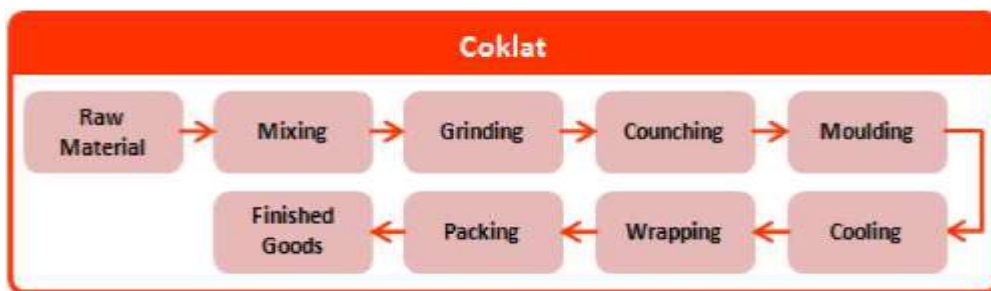 Coklat
Raw
Material
Mixing
Grinding
Counching
Moulding
Cooling
Wrapping
Packing
Finished
Goods